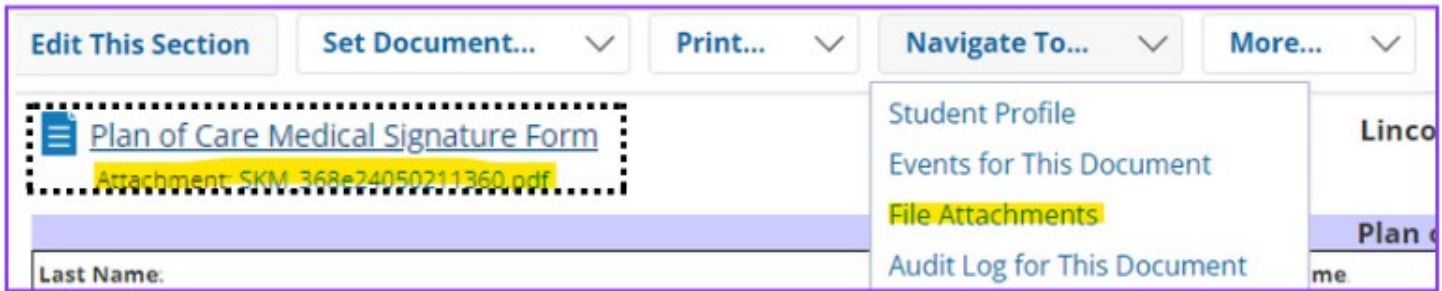 Edit This Section Set Document... Print... Navigate To... More...
Plan of Care Medical Signature Form
Attachment: SKM_368e24050211360.pdf
Student Profile
Events for This Document
File Attachments
Audit Log for This Document
Linco
Plan
Last Name:
me